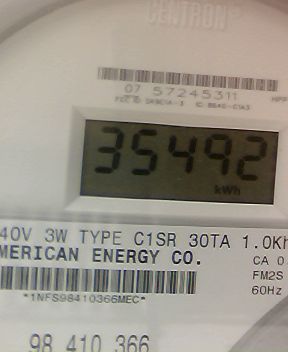 CENTRON®
07 57245311
35492
kWh
40V 3W TYPE C1SR 30TA 1.0Kh
MERICAN ENERGY CO.
CA 0.
FM2S
60Hz
*1NFS98410366MEC*
98 410 366